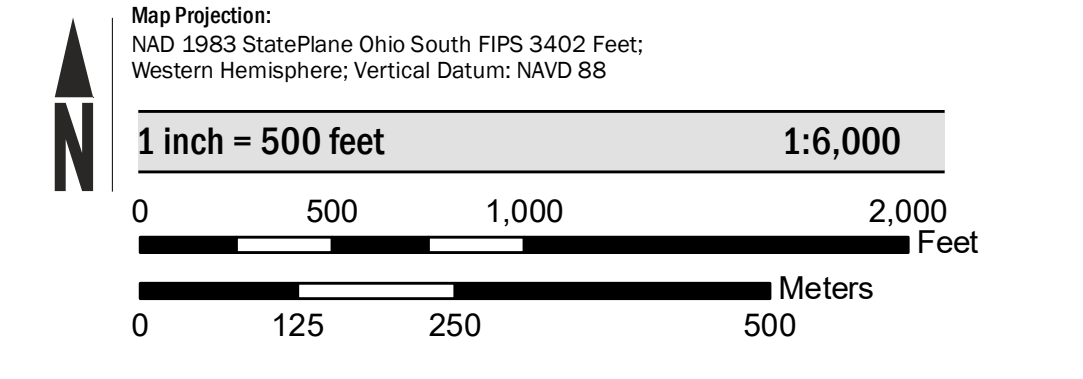 Map Projection:
NAD 1983 StatePlane Ohio South FIPS 3402 Feet;
Western Hemisphere; Vertical Datum: NAVD 88
N
1 inch = 500 feet 1:6,000
0 500 1,000 2,000
Feet
Meters
0 125 250 500